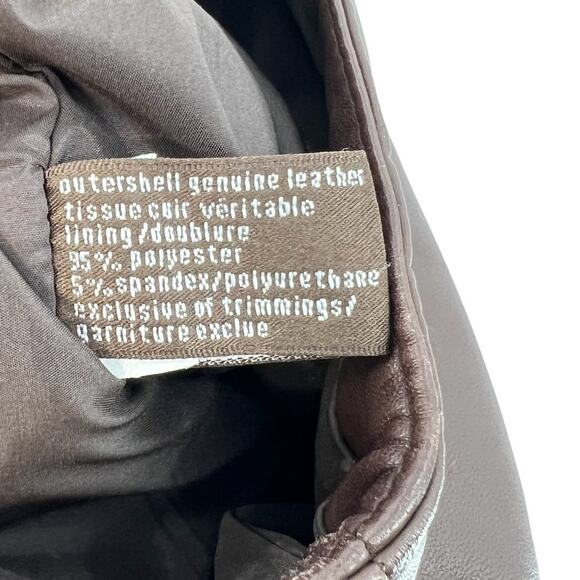 outershell genuine leather
tissue cuir véritable
lining/doublure
95% polyester
5% spandex/polyurethane
exclusive of trimmings/
garniture exclue